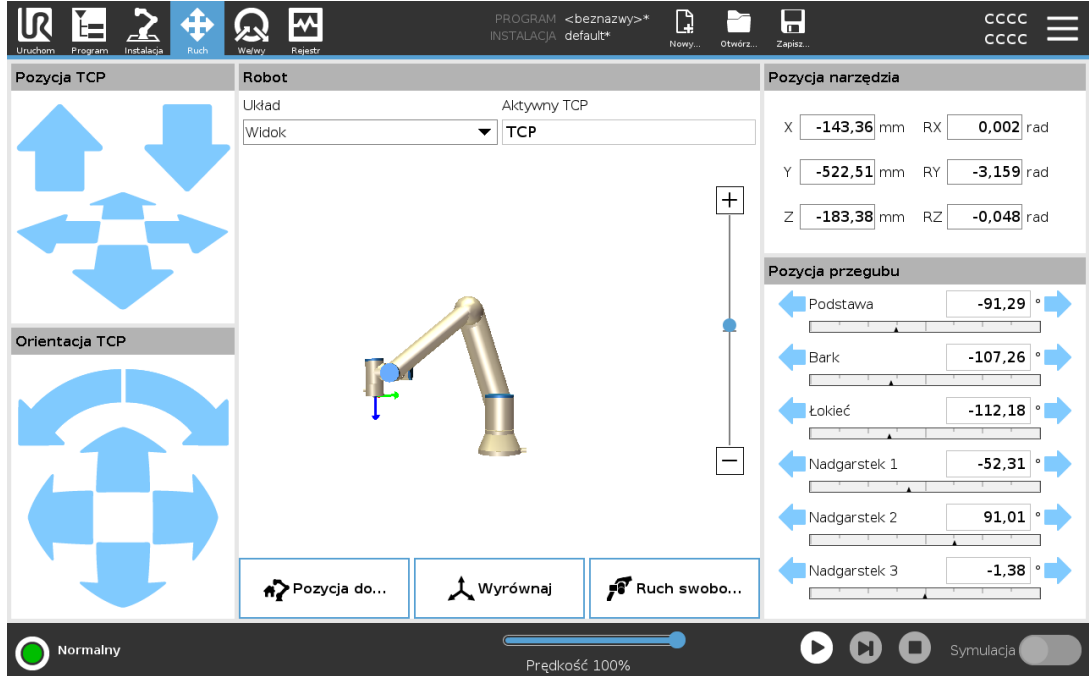 UR
PROGRAM <beznazwy>*
INSTALACJA default*
CCCC
CCCC
Uruchom Program Instalacja Ruch We/wy Rejestr Nowy... Otwórz... Zapisz...
Pozycja TCP
Robot
Pozycja narzędzia
Układ Aktywny TCP
Widok TCP
X -143,36 mm RX 0,002 rad
Y -522,51 mm RY -3,159 rad
Z -183,38 mm RZ -0,048 rad
Pozycja przegubu
Podstawa -91,29 °
Orientacja TCP
Bark -107,26 °
Łokieć -112,18 °
Nadgarstek 1 -52,31 °
Nadgarstek 2 91,01 °
Nadgarstek 3 -1,38 °
Pozycja do... Wyrównaj Ruch swobo...
Normalny
Prędkość 100%
Symulacja